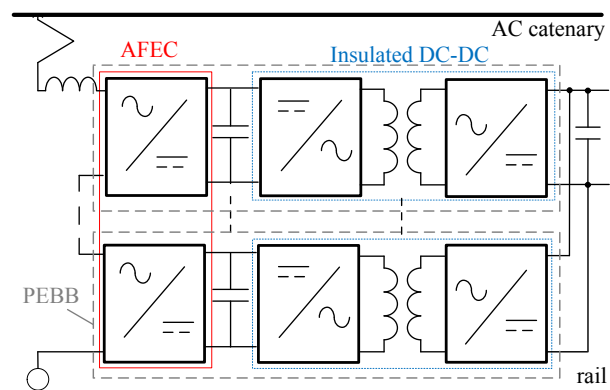 AC catenary
AFEC
Insulated DC-DC
PEBB
rail